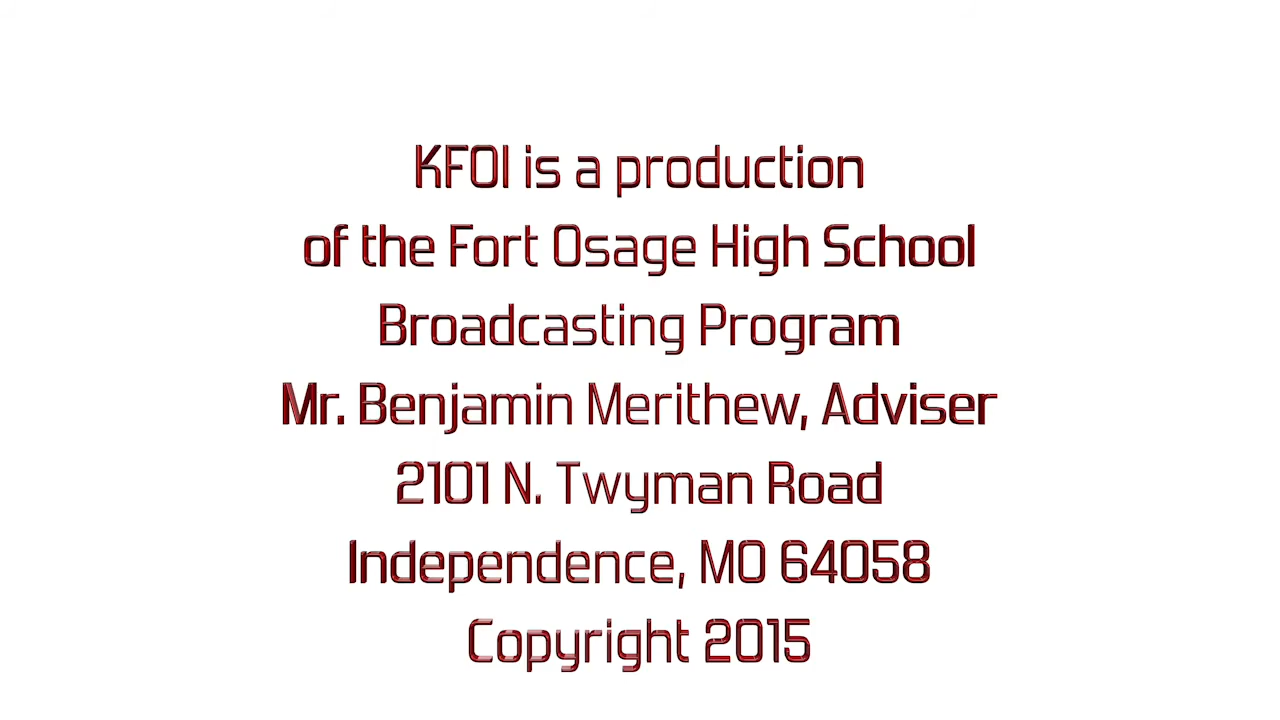 KFOI is a production
of the Fort Osage High School
Broadcasting Program
Mr. Benjamin Merithew, Adviser
2101 N. Twyman Road
Independence, MO 64058
Copyright 2015